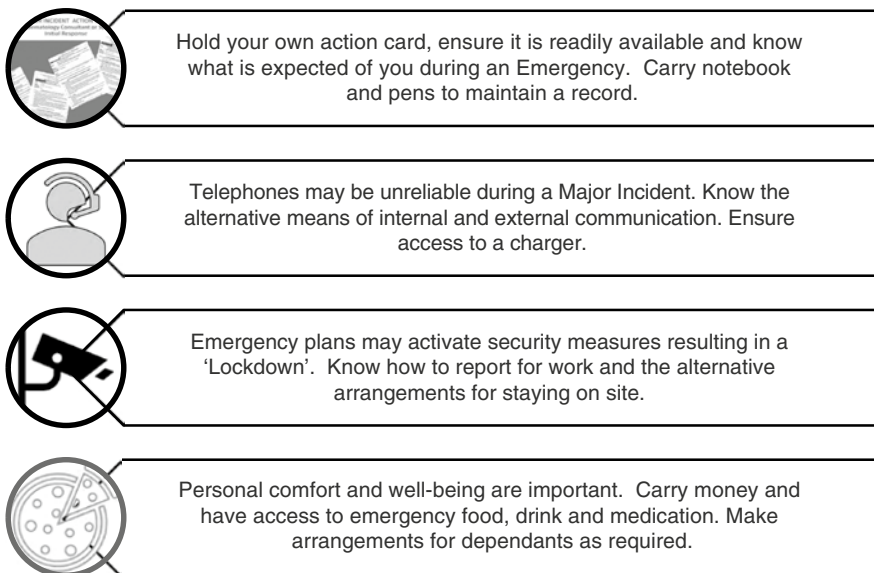 INCIDENT ACTION
Haematology Consultant
Initial Response
Hold your own action card, ensure it is readily available and know
what is expected of you during an Emergency. Carry notebook
and pens to maintain a record.
Telephones may be unreliable during a Major Incident. Know the
alternative means of internal and external communication. Ensure
access to a charger.
Emergency plans may activate security measures resulting in a
‘Lockdown’. Know how to report for work and the alternative
arrangements for staying on site.
Personal comfort and well-being are important. Carry money and
have access to emergency food, drink and medication. Make
arrangements for dependants as required.